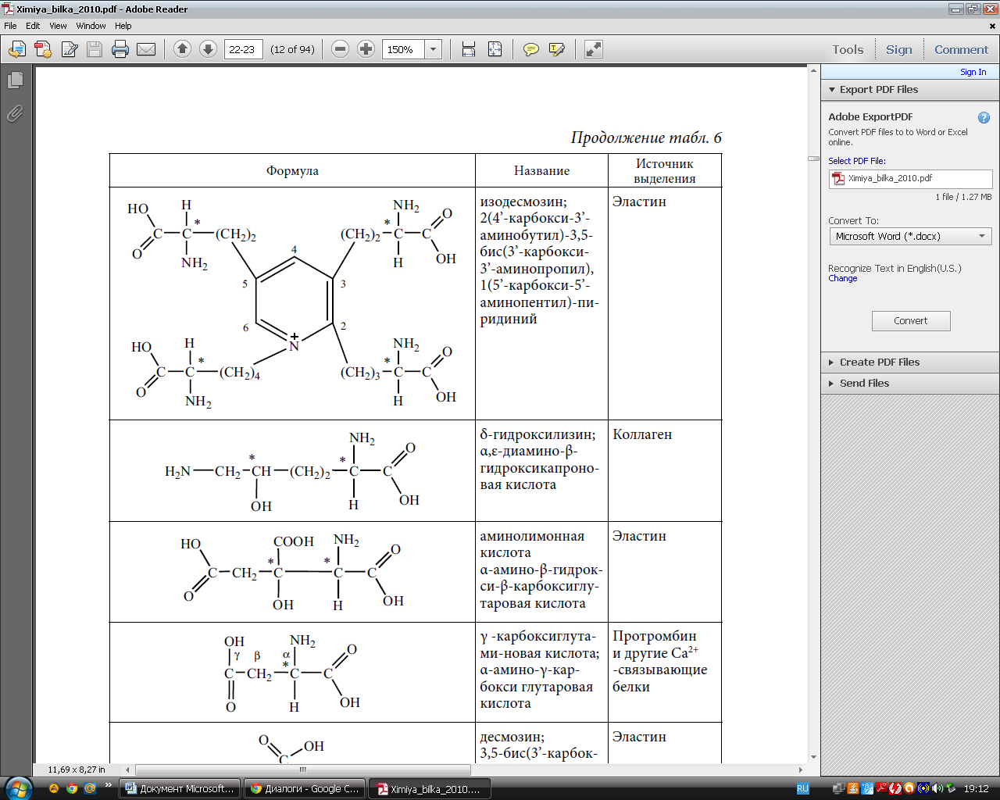 Ximiya_bilka_2010.pdf - Adobe Reader
File Edit View Window Help
22-23 (12 of 94) 150% Tools Sign Comment
Sign In
Export PDF Files
Adobe ExportPDF
Convert PDF files to to Word or Excel
online.
Select PDF File:
Ximiya_bilka_2010.pdf
1 file / 1.27 MB
Convert To:
Microsoft Word (*.docx)
Recognize Text in English(U.S.)
Change
Convert
Create PDF Files
Send Files
Продолжение табл. 6
Формула
Название
Источник
выделения
HO H NH2 O
C C * (CH2)2 (CH2)2 * C C
O NH2 H OH
4
5 3
6 2
N+
HO H NH2 O
C C * (CH2)4 (CH2)3 * C C
O NH2 H OH
изодесмозин;
2(4’-карбокси-3’-
аминобутил)-3,5-
бис(3’-карбокси-
3’-аминопропил),
1(5’-карбокси-5’-
аминопентил)-пи-
ридиний
Эластин
NH2 O
* *
H2N CH2 CH (CH2)2 C C
OH H OH
δ-гидроксилизин;
α,ε-диамино-β-
гидроксикапроно-
вая кислота
Коллаген
HO COOH NH2 O
* *
C CH2 C C C
O OH H OH
аминолимонная
кислота
α-амино-β-гидрок-
си-β-карбоксиглу-
таровая кислота
Эластин
OH NH2 O
γ β α *
C CH2 C C
O H OH
γ -карбоксиглута-
ми-новая кислота;
α-амино-γ-кар-
бокси глутаровая
кислота
Протромбин
и другие Ca2+
-связывающие
белки
O OH
C
десмозин;
3,5-бис(3’-карбок-
Эластин
11,69 x 8,27 in
Документ Microsoft... Диалоги - Google C... Ximiya_bilka_2010.... RU 19:12